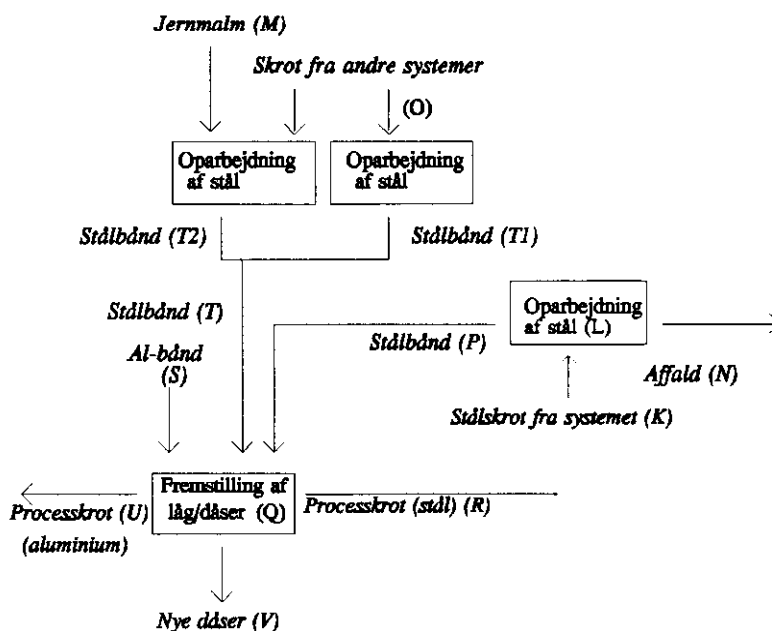 Jernmalm (M)
Skrot fra andre systemer
(O)
Oparbejdning
af stål
Oparbejdning
af stål
Stålbånd (T2)
Stålbånd (T1)
Stålbånd (T)
Oparbejdning
af stål (L)
Stålbånd (P)
Al-bånd
(S)
Affald (N)
Stålskrot fra systemet (K)
Fremstilling af
låg/dåser (Q)
Processkrot (U)
(aluminium)
Processkrot (stål) (R)
Nye dåser (V)